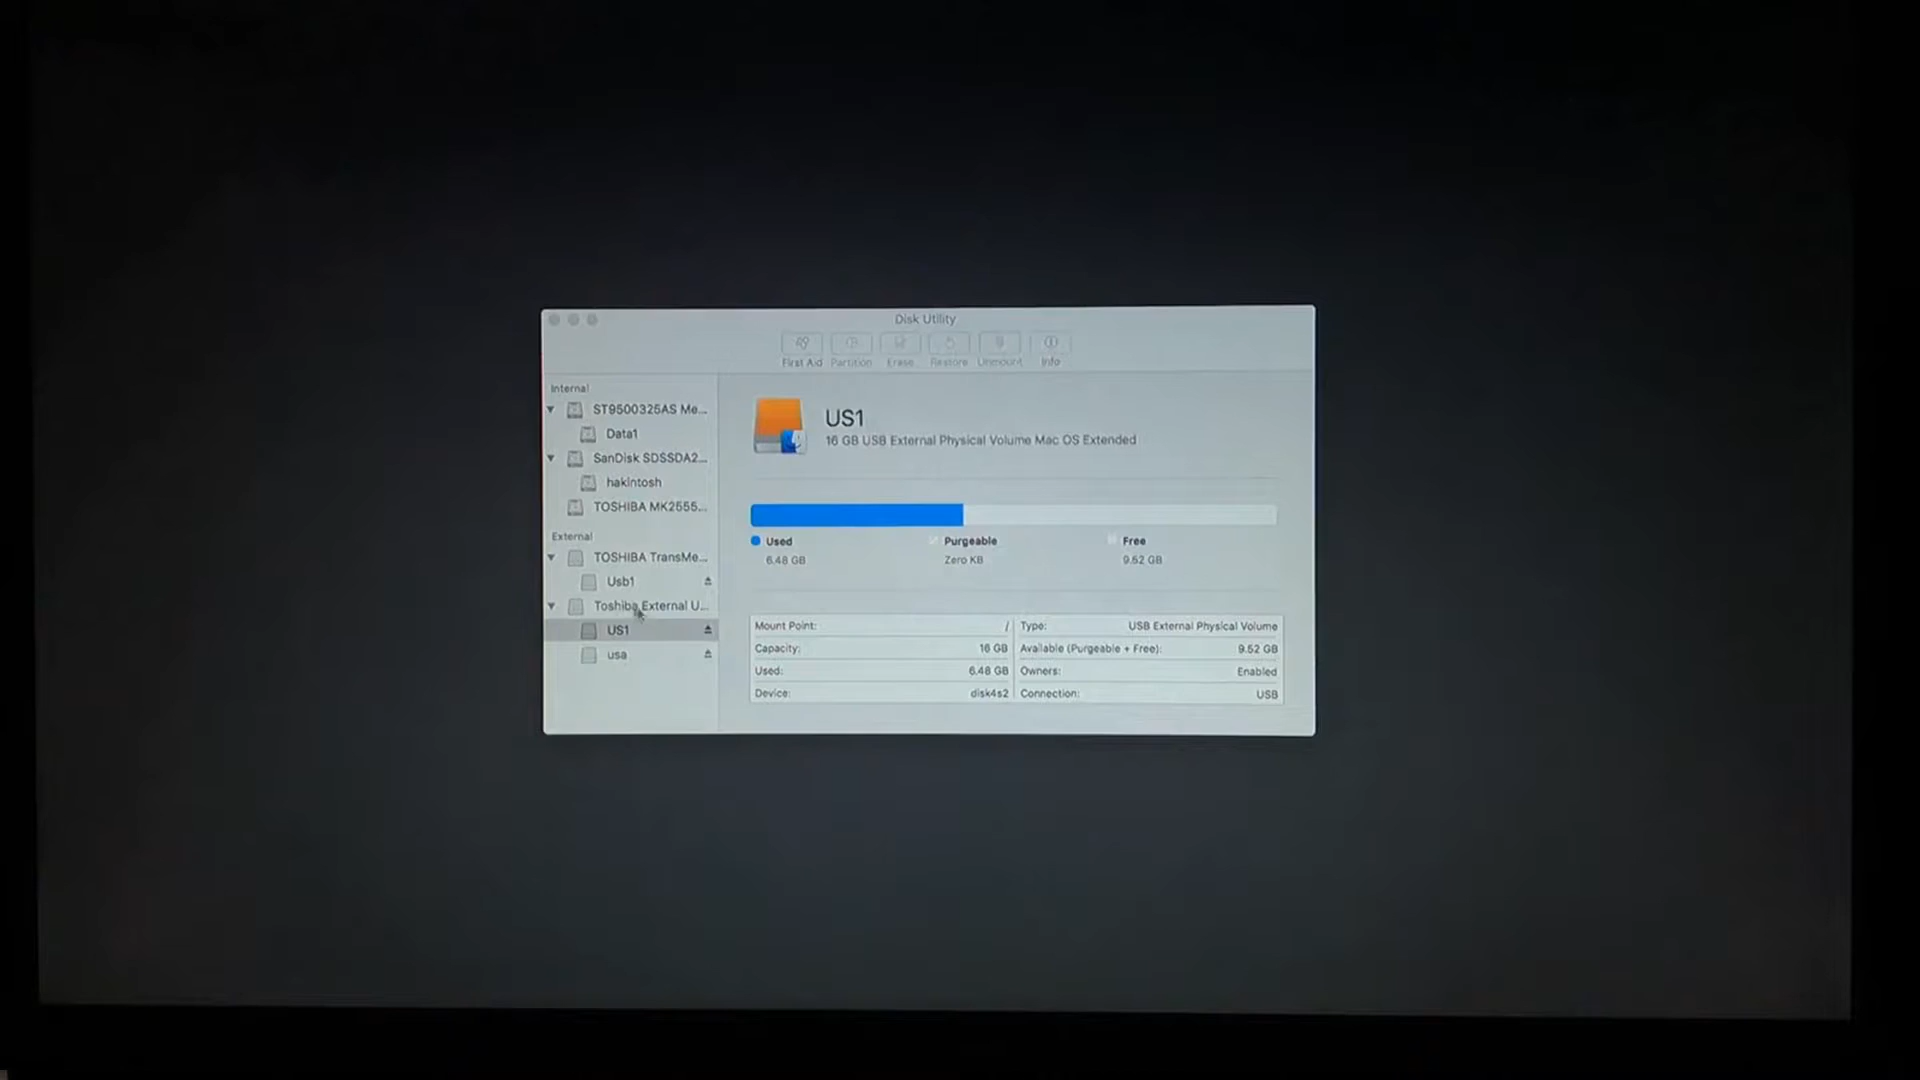 Disk Utility
First Aid Partition Erase Restore Unmount Info
Internal
ST9500325AS Me...
Data1
SanDisk SDSSDA2...
hakintosh
TOSHIBA MK2555...
External
TOSHIBA TransMe...
Usb1
Toshiba External U...
US1
usa
US1
16 GB USB External Physical Volume Mac OS Extended
Used Purgeable Free
6.48 GB Zero KB 9.52 GB
Mount Point: / Type: USB External Physical Volume
Capacity: 16 GB Available (Purgeable + Free): 9.52 GB
Used: 6.48 GB Owners: Enabled
Device: disk4s2 Connection: USB